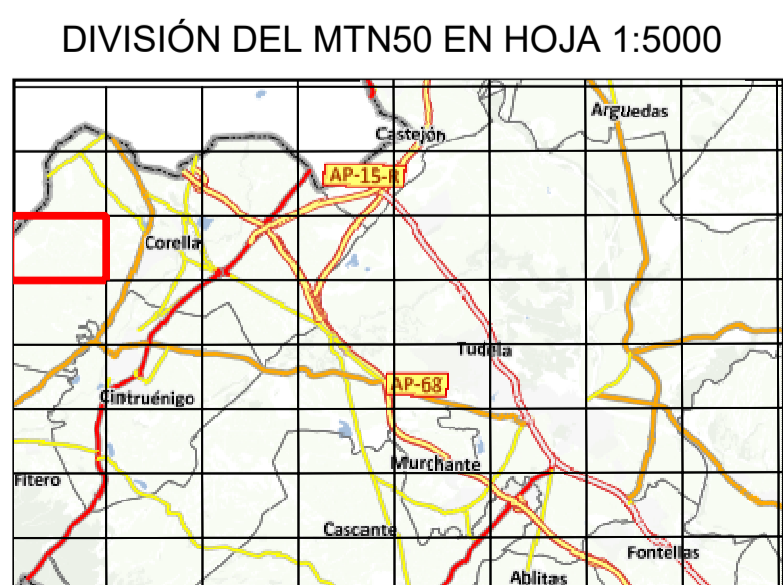 DIVISIÓN DEL MTN50 EN HOJA 1:5000
Arguedas
Castejón
AP-15-R
Corella
Tudela
AP-68
Cintruénigo
Murchante
Fitero
Cascante
Fontellas
Ablitas